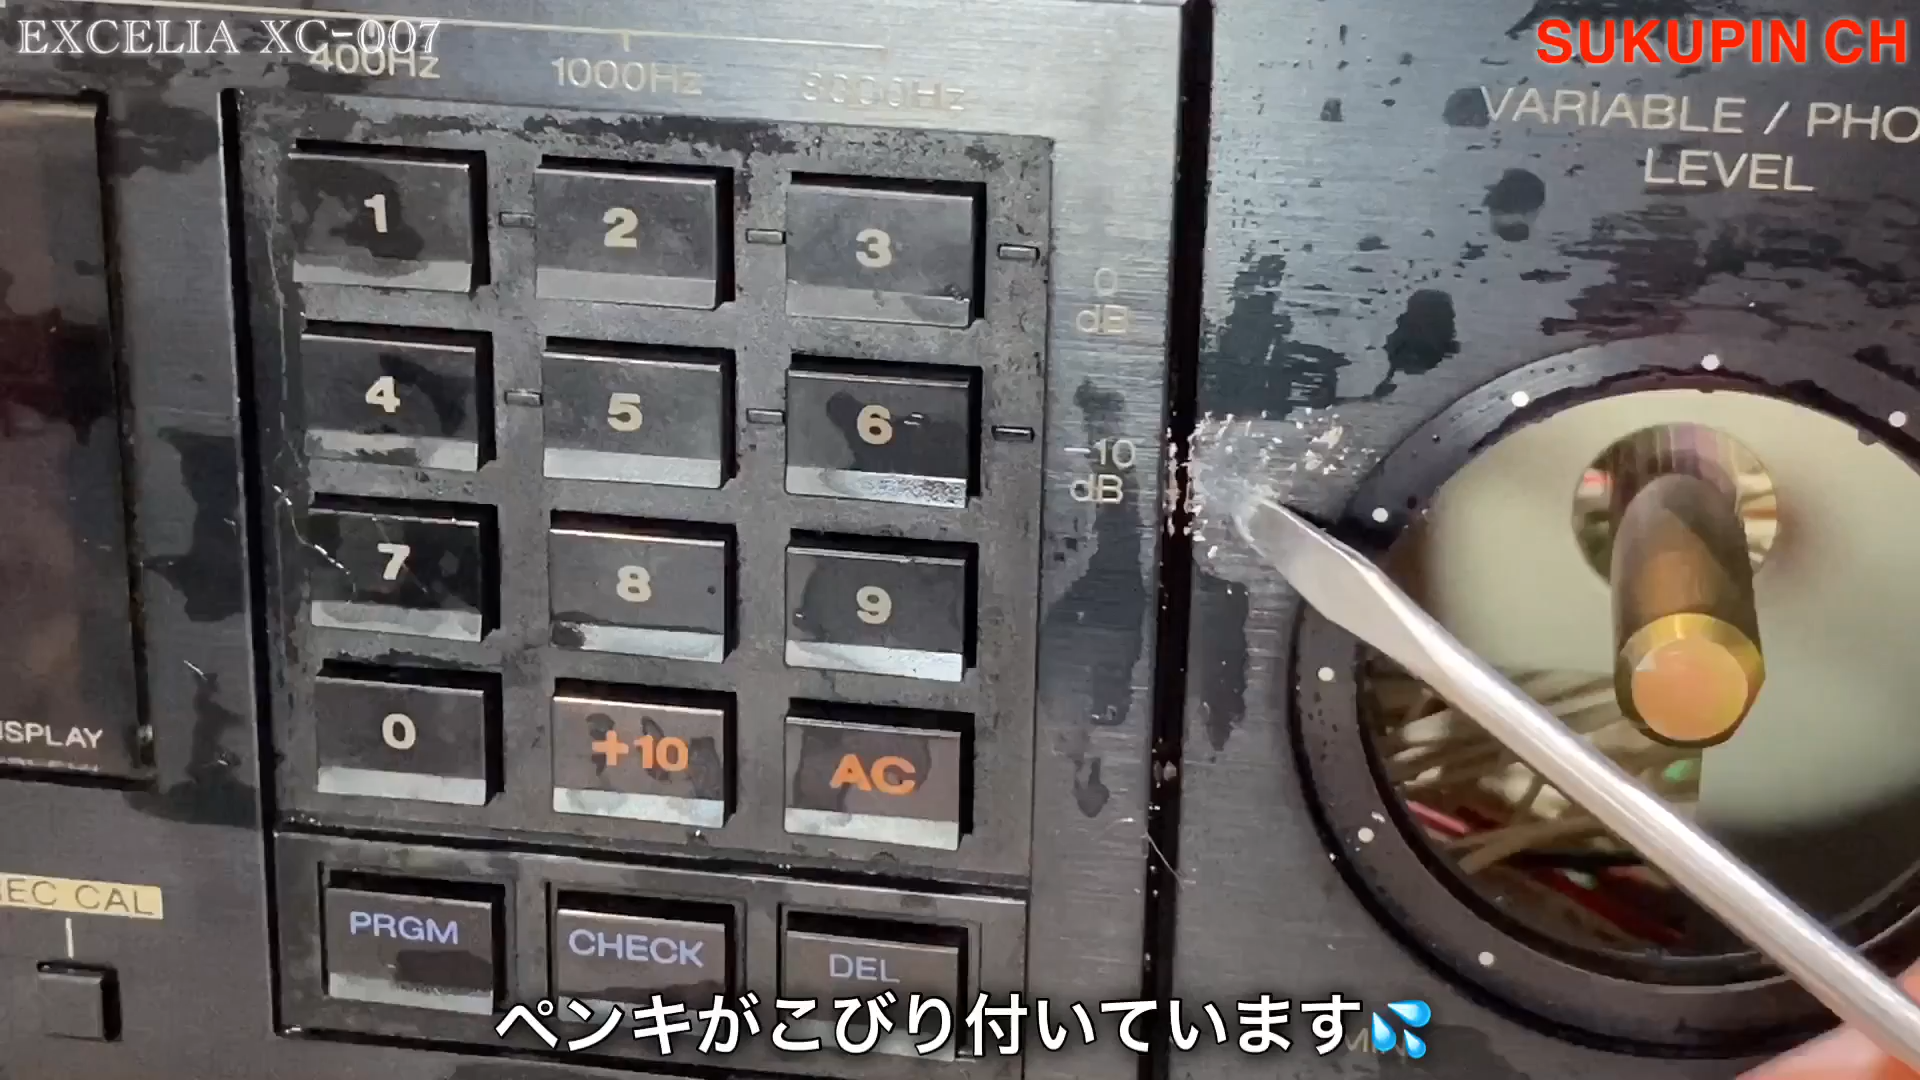 EXCELIA XC-007
SUKUPIN CH
400Hz
1000Hz
VARIABLE / PHO
LEVEL
1
2
3
0
dB
4
5
6
-10
dB
7
8
9
0
+10
AC
ISPLAY
REC CAL
PRGM
CHECK
DEL
ペンキがこびり付いています💦
MIN